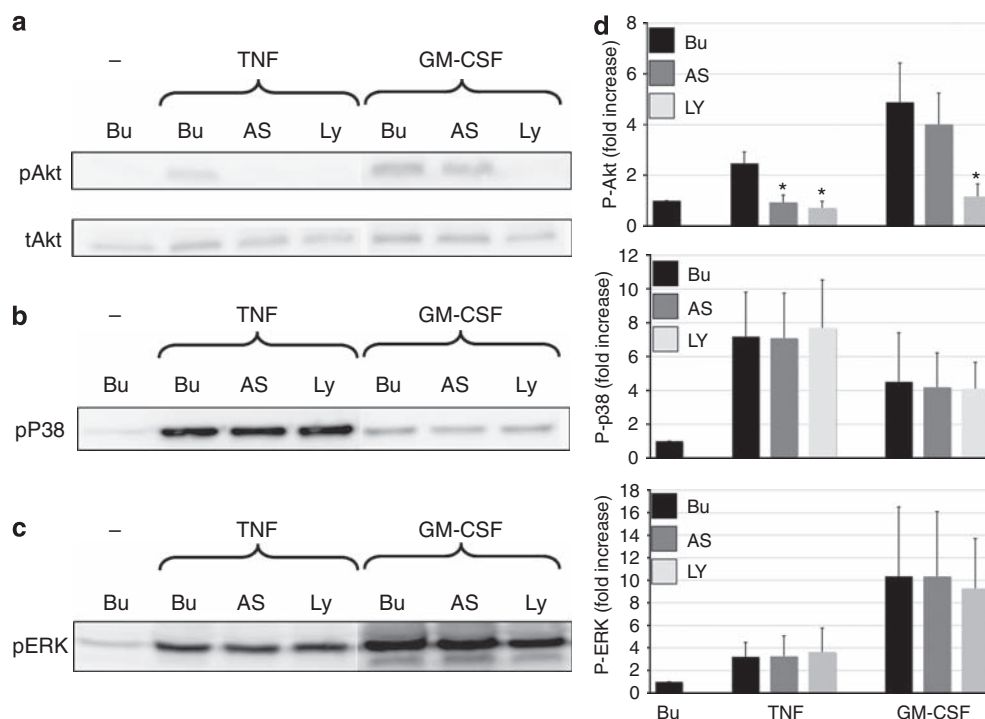 a
– TNF GM-CSF
Bu Bu AS Ly Bu AS Ly
pAkt
tAkt
b
– TNF GM-CSF
Bu Bu AS Ly Bu AS Ly
pP38
c
– TNF GM-CSF
Bu Bu AS Ly Bu AS Ly
pERK
d
P-Akt (fold increase)
8
6
4
2
0
Bu
AS
LY
* * *
P-p38 (fold increase)
12
10
8
6
4
2
0
Bu
AS
LY
P-ERK (fold increase)
18
16
14
12
10
8
6
4
2
0
Bu
AS
LY
Bu TNF GM-CSF